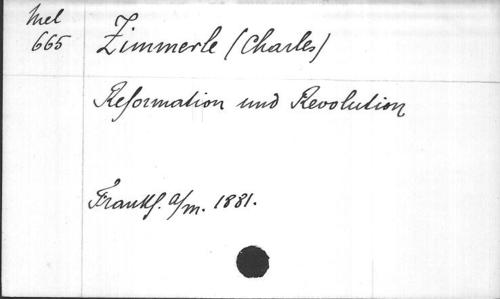 Mel
665
Zimmerle (Charles)
Reformation und Revolution
Frankf. a/m. 1881.